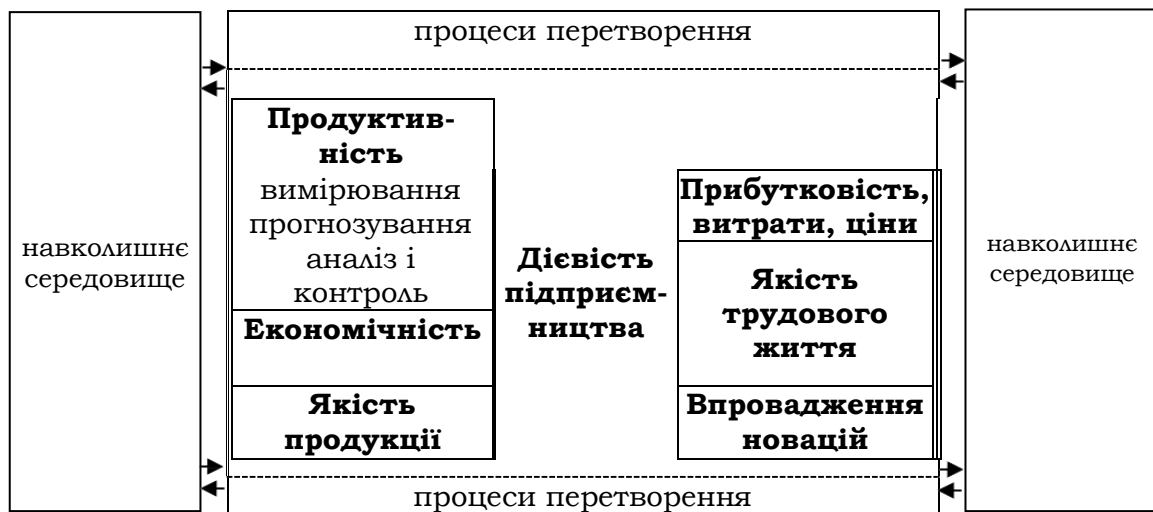 процеси перетворення
навколишнє
середовище
Продуктив-
ність
вимірювання
прогнозування
аналіз і
контроль
Економічність
Якість
продукції
Дієвість
підприєм-
ництва
Прибутковість,
витрати, ціни
Якість
трудового
життя
Впровадження
новацій
навколишнє
середовище
процеси перетворення